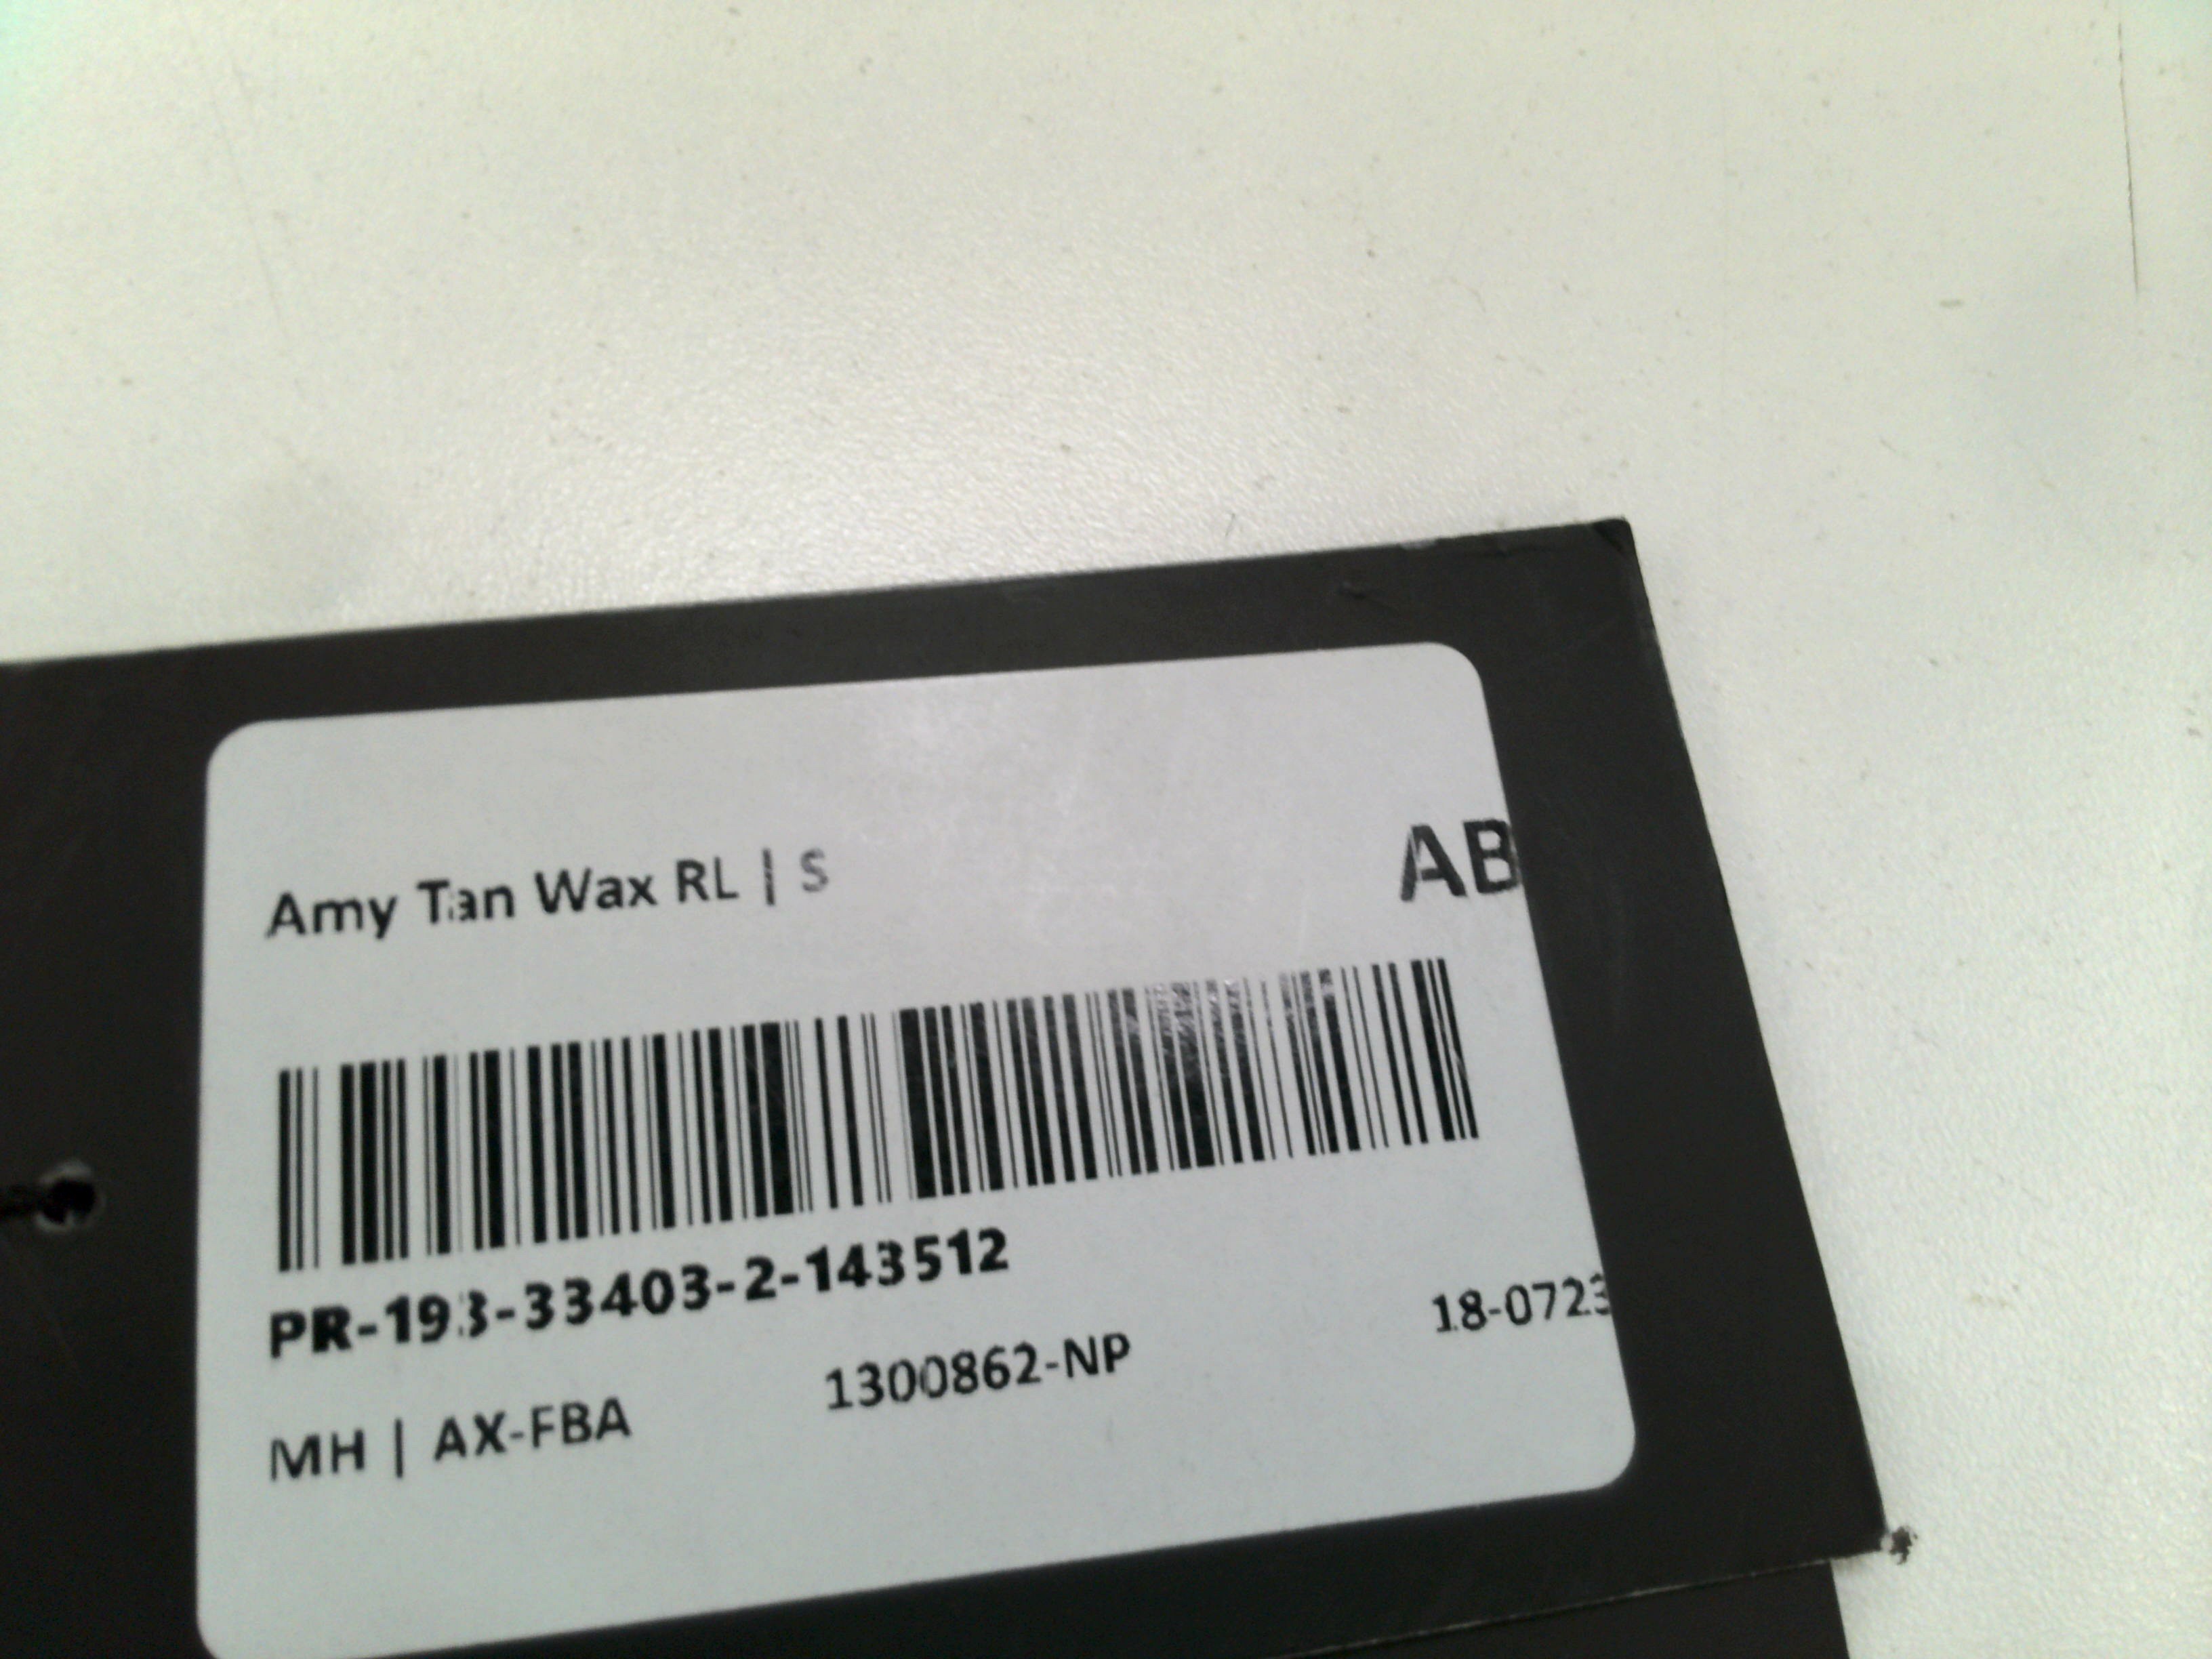 Amy Tan Wax RL | S
AB
PR-193-33403-2-143512
MH | AX-FBA 1300862-NP 18-0723